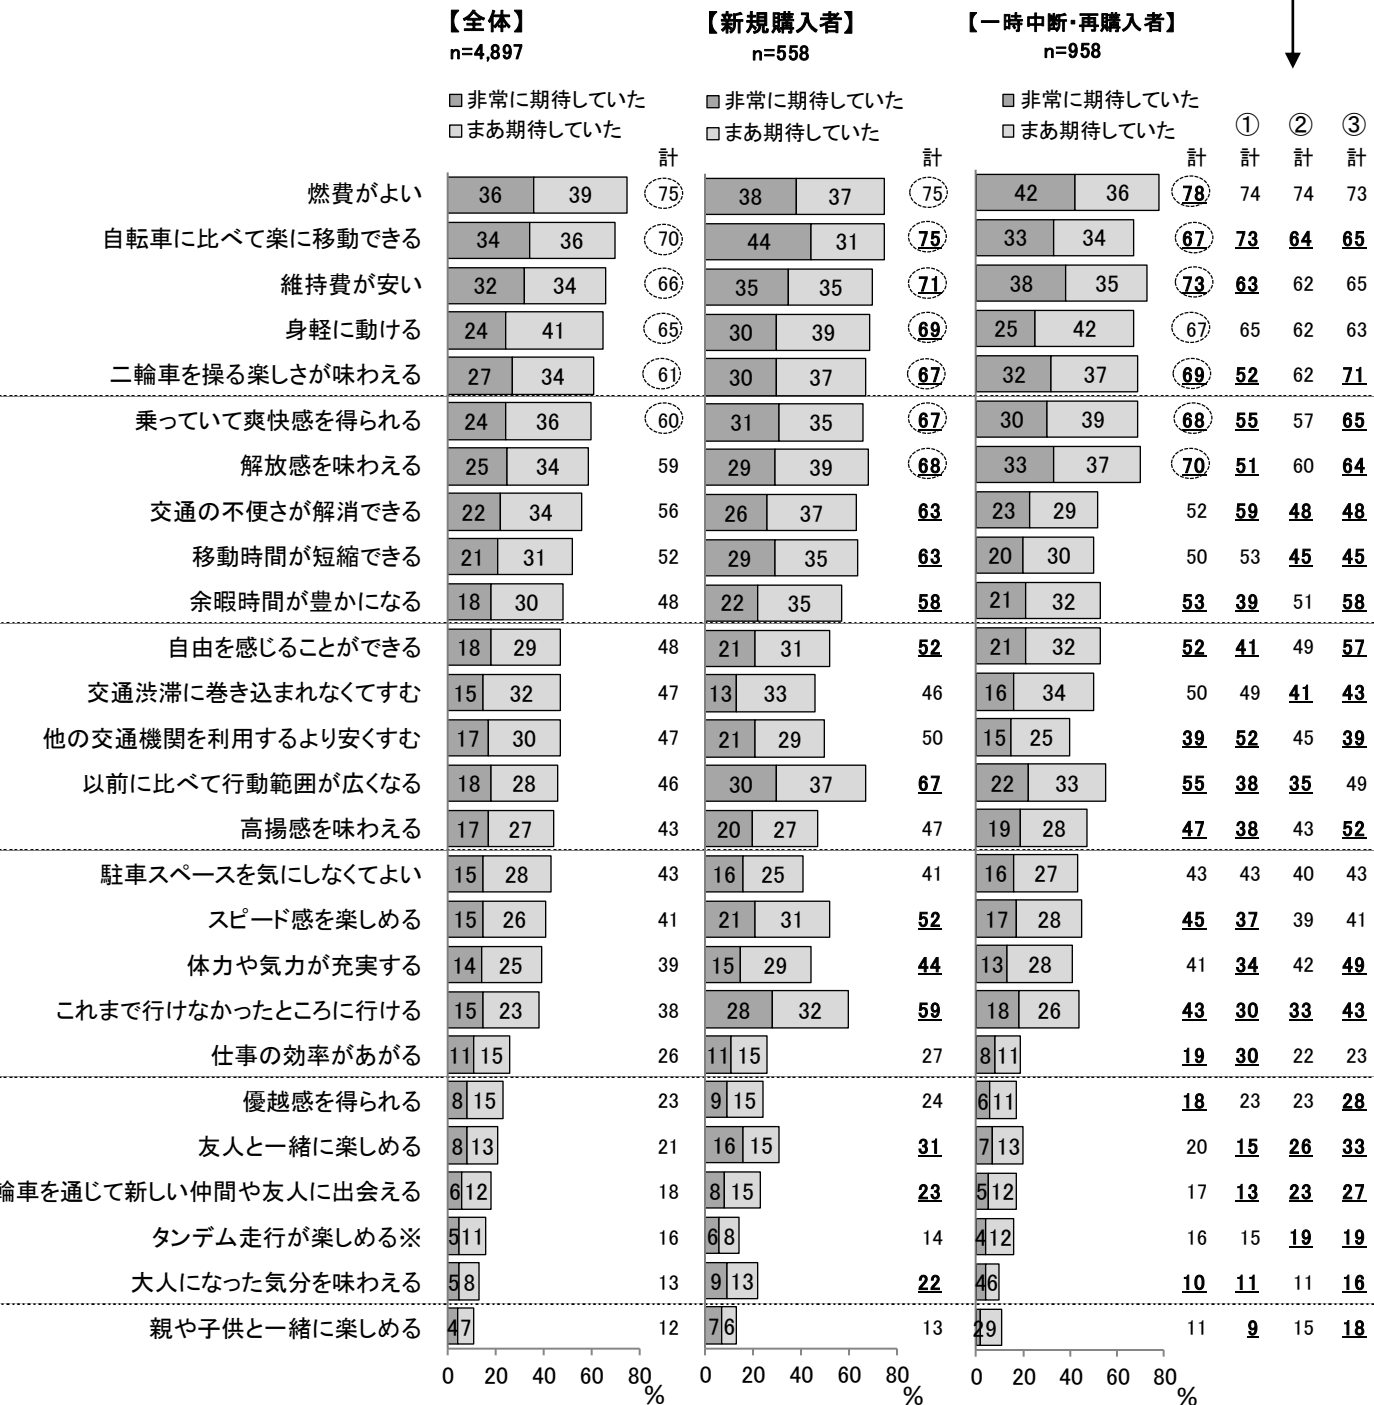 【全体】 【新規購入者】 【一時中断・再購入者】
n=4,897 n=558 n=958
■非常に期待していた ■非常に期待していた ■非常に期待していた
□まあ期待していた □まあ期待していた □まあ期待していた ① ② ③
計 計 計 計 計 計
燃費がよい 36 39 75 38 37 75 42 36 78 74 74 73
自転車に比べて楽に移動できる 34 36 70 44 31 75 33 34 67 73 64 65
維持費が安い 32 34 66 35 35 71 38 35 73 63 62 65
身軽に動ける 24 41 65 30 39 69 25 42 67 65 62 63
二輪車を操る楽しさが味わえる 27 34 61 30 37 67 32 37 69 52 62 71
乗っていて爽快感を得られる 24 36 60 31 35 67 30 39 68 55 57 65
解放感を味わえる 25 34 59 29 39 68 33 37 70 51 60 64
交通の不便さが解消できる 22 34 56 26 37 63 23 29 52 59 48 48
移動時間が短縮できる 21 31 52 29 35 63 20 30 50 53 45 45
余暇時間が豊かになる 18 30 48 22 35 58 21 32 53 39 51 58
自由を感じることができる 18 29 48 21 31 52 21 32 52 41 49 57
交通渋滞に巻き込まれなくてすむ 15 32 47 13 33 46 16 34 50 49 41 43
他の交通機関を利用するより安くすむ 17 30 47 21 29 50 15 25 39 52 45 39
以前に比べて行動範囲が広くなる 18 28 46 30 37 67 22 33 55 38 35 49
高揚感を味わえる 17 27 43 20 27 47 19 28 47 38 43 52
駐車スペースを気にしなくてよい 15 28 43 16 25 41 16 27 43 43 40 43
スピード感を楽しめる 15 26 41 21 31 52 17 28 45 37 39 41
体力や気力が充実する 14 25 39 15 29 44 13 28 41 34 42 49
これまで行けなかったところに行ける 15 23 38 28 32 59 18 26 43 30 33 43
仕事の効率があがる 11 15 26 11 15 27 8 11 19 30 22 23
優越感を得られる 8 15 23 9 15 24 6 11 18 23 23 28
友人と一緒に楽しめる 8 13 21 16 15 31 7 13 20 15 26 33
輪車を通じて新しい仲間や友人に出会える 6 12 18 8 15 23 5 12 17 13 23 27
タンデム走行が楽しめる※ 5 11 16 6 8 14 4 12 16 15 19 19
大人になった気分を味わえる 5 8 13 9 13 22 4 6 10 11 11 16
親や子供と一緒に楽しめる 4 7 12 7 6 13 2 9 11 9 15 18
0 20 40 60 80 0 20 40 60 80 0 20 40 60 80
% % %